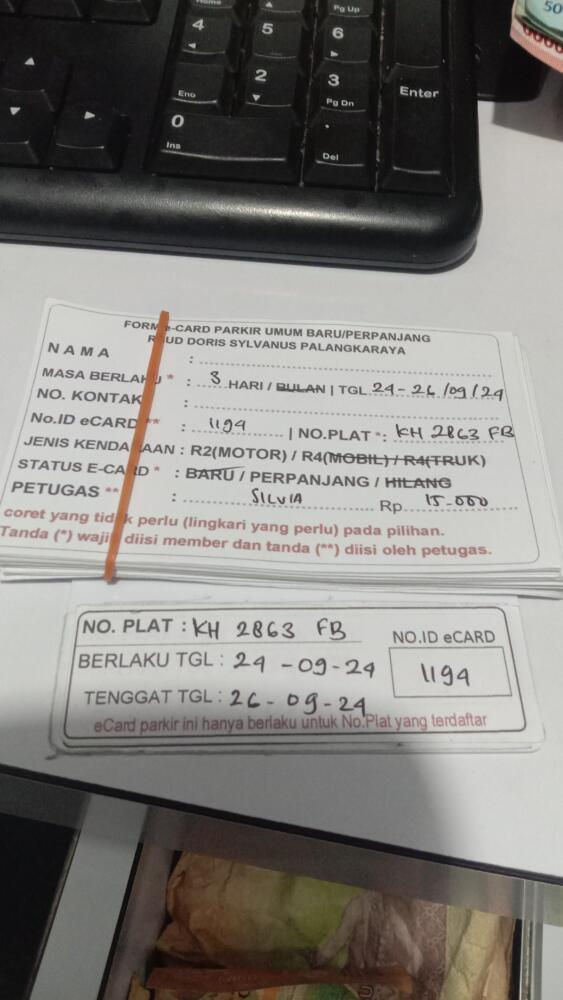 Home
Pg Up
4
5
6
Eno
2
3
Pg Dn
Enter
0
Ins
.
Del
50
FORM e-CARD PARKIR UMUM BARU/PERPANJANG
RSUD DORIS SYLVANUS PALANGKARAYA
NAMA :
MASA BERLAKU * : 3 HARI / BULAN | TGL 24 - 26 /09 /24
NO. KONTAK :
No.ID eCARD ** : 1194 | NO.PLAT *: KH 2863 FB
JENIS KENDARAAN : R2(MOTOR) / R4(MOBIL) / R4(TRUK)
STATUS E-CARD * : BARU / PERPANJANG / HILANG
PETUGAS ** : SILVIA Rp. 15.000
coret yang tidak perlu (lingkari yang perlu) pada pilihan.
Tanda (*) wajib diisi member dan tanda (**) diisi oleh petugas.
NO. PLAT : KH 2863 FB
NO.ID eCARD
BERLAKU TGL : 24 - 09 - 24
1194
TENGGAT TGL : 26 - 09 - 24
eCard parkir ini hanya berlaku untuk No.Plat yang terdaftar